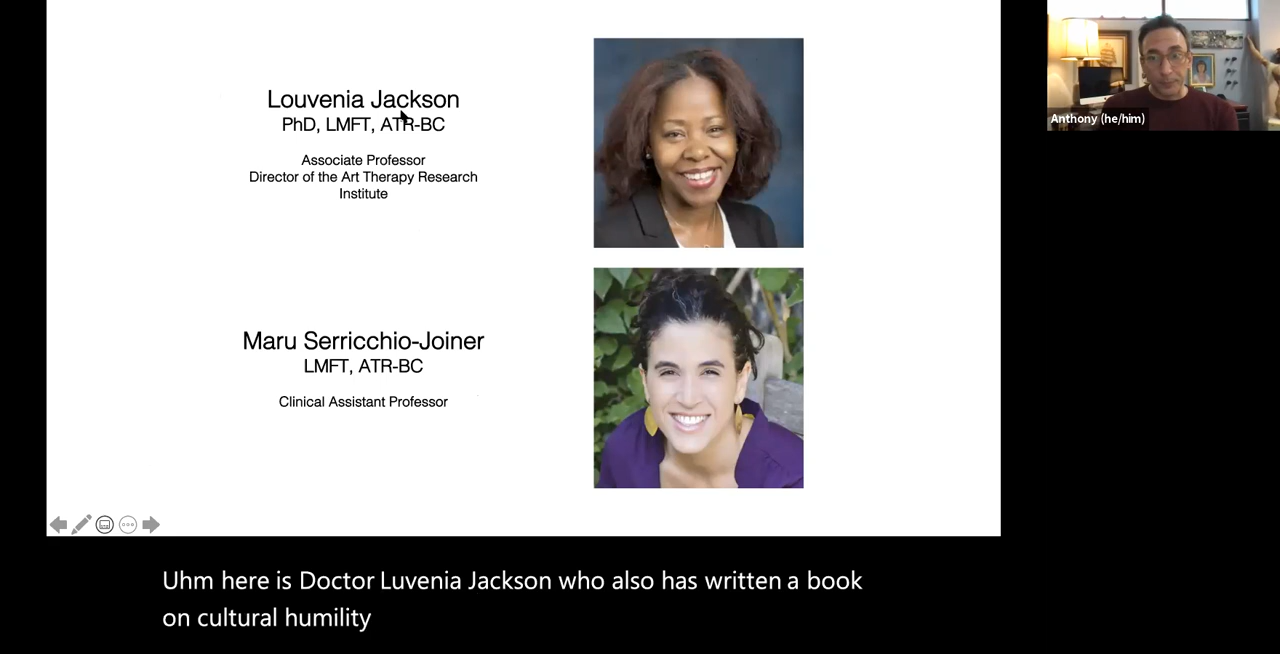 Louvenia Jackson
PhD, LMFT, ATR-BC
Associate Professor
Director of the Art Therapy Research
Institute
Maru Serricchio-Joiner
LMFT, ATR-BC
Clinical Assistant Professor
Anthony (he/him)
Uhm here is Doctor Luvenia Jackson who also has written a book
on cultural humility